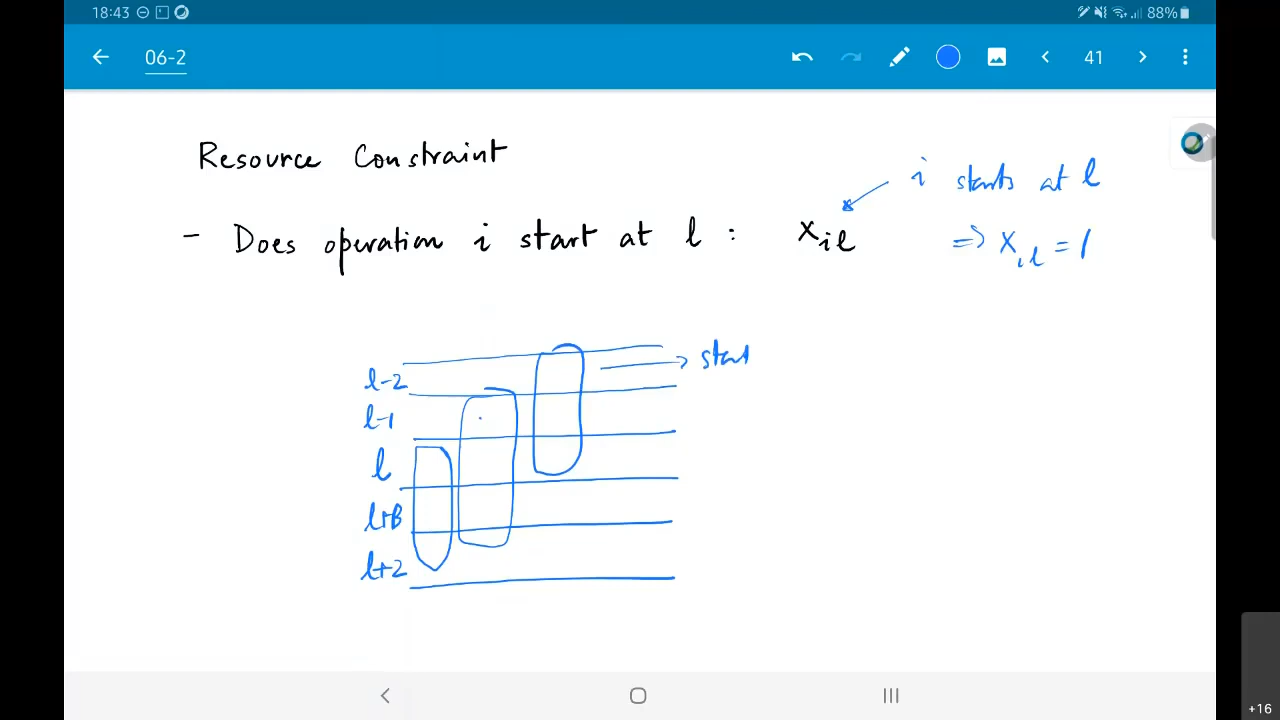 18:43 88%
06-2 41
Resource Constraint
i starts at l
- Does operation i start at l : x_il
=> x_il = 1
l-2 → start
l-1
l
l+B
l+2
+16